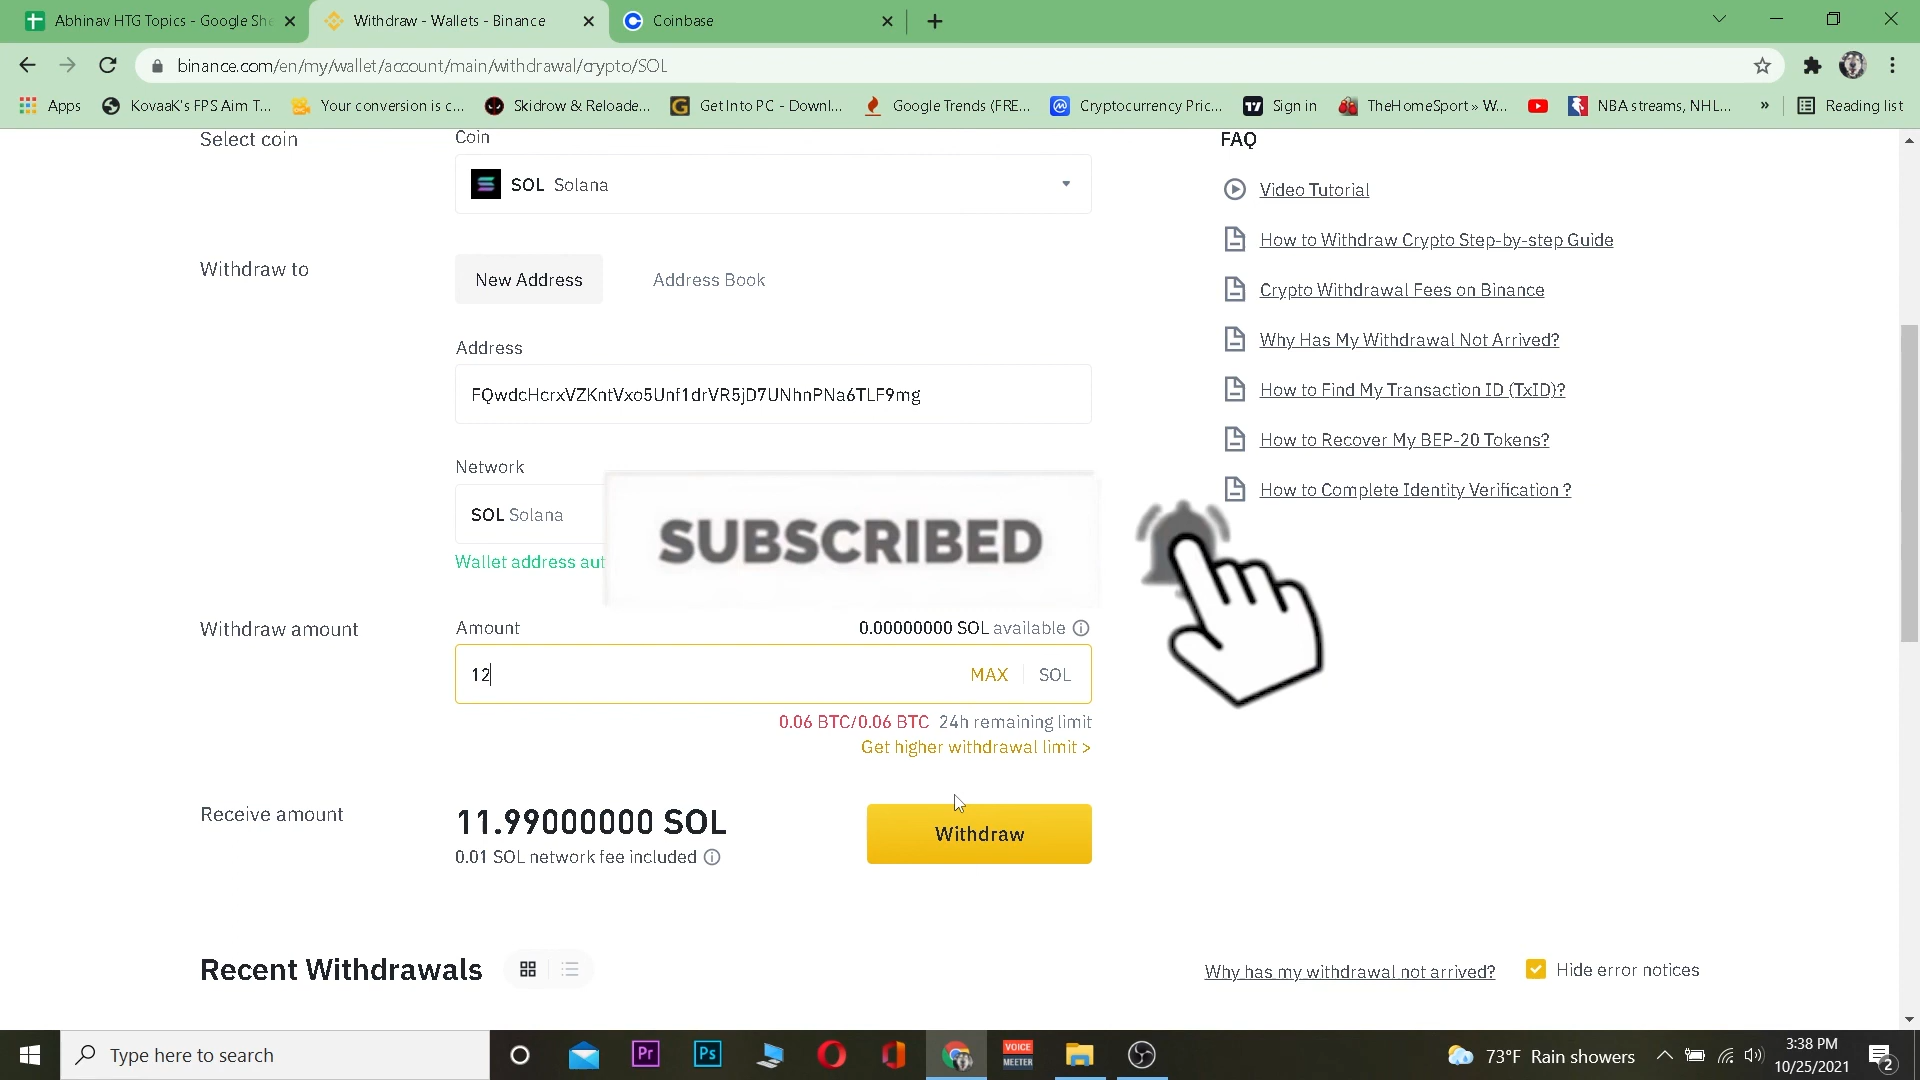 Abhinav HTG Topics - Google She
Withdraw - Wallets - Binance
Coinbase
binance.com/en/my/wallet/account/main/withdrawal/crypto/SOL
Apps
KovaaK's FPS Aim T...
Your conversion is c...
Skidrow & Reloade...
Get Into PC - Downl...
Google Trends (FRE...
Cryptocurrency Pric...
Sign in
TheHomeSport » W...
NBA streams, NHL...
»
Reading list
Select coin
Coin
SOL Solana
Withdraw to
New Address
Address Book
Address
FQwdcHcrxVZKntVxo5Unf1drVR5jD7UNhnPNa6TLF9mg
Network
SOL Solana
Wallet address aut
SUBSCRIBED
Withdraw amount
Amount
0.00000000 SOL available
12
MAX
SOL
0.06 BTC/0.06 BTC 24h remaining limit
Get higher withdrawal limit >
Receive amount
11.99000000 SOL
0.01 SOL network fee included
Withdraw
FAQ
Video Tutorial
How to Withdraw Crypto Step-by-step Guide
Crypto Withdrawal Fees on Binance
Why Has My Withdrawal Not Arrived?
How to Find My Transaction ID (TxID)?
How to Recover My BEP-20 Tokens?
How to Complete Identity Verification ?
Recent Withdrawals
Why has my withdrawal not arrived?
Hide error notices
Type here to search
Pr
Ps
VOICE
MEETER
73°F Rain showers
3:38 PM
10/25/2021
2